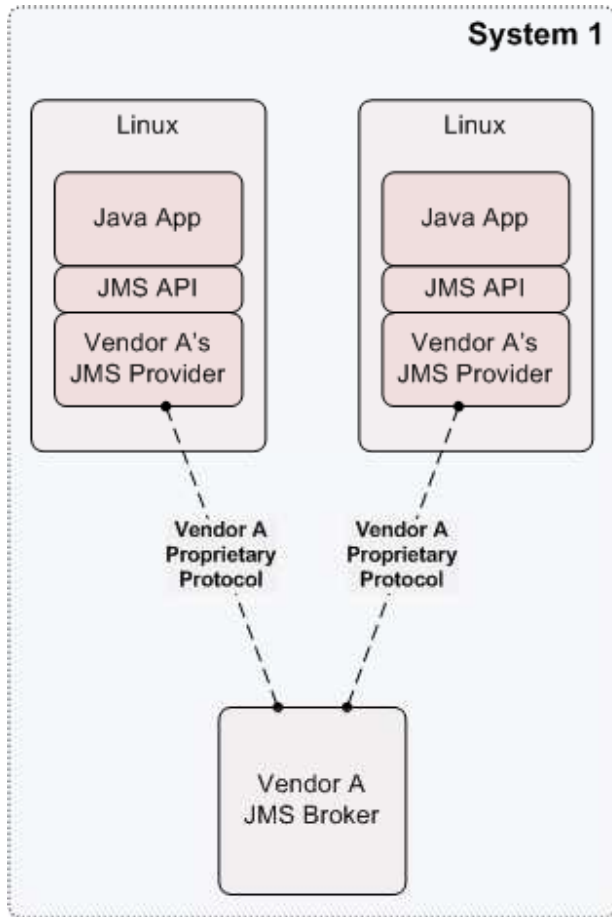 System 1
Linux
Java App
JMS API
Vendor A's
JMS Provider
Linux
Java App
JMS API
Vendor A's
JMS Provider
Vendor A
Proprietary
Protocol
Vendor A
Proprietary
Protocol
Vendor A
JMS Broker